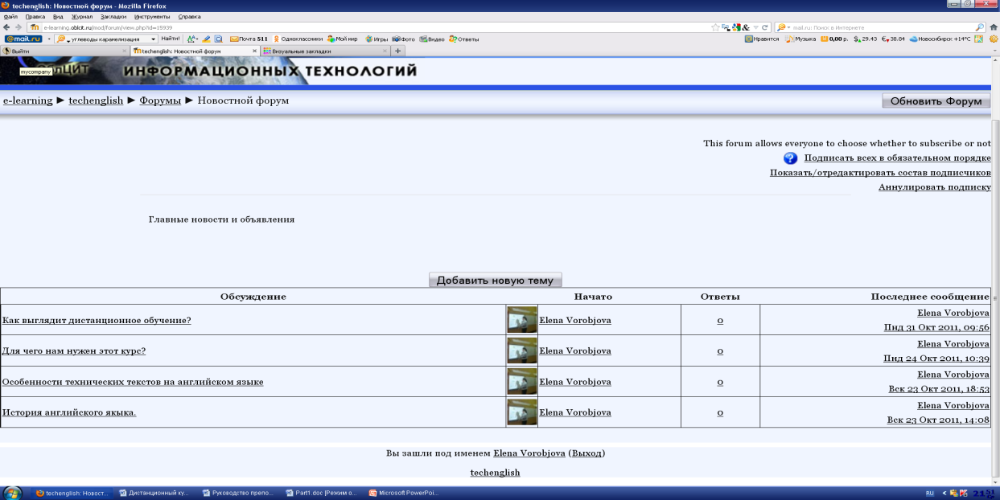 techenglish: Новостной форум - Mozilla Firefox
Файл Правка Вид Журнал Закладки Инструменты Справка
e-learning.oblcit.ru/mod/forum/view.php?id=15939
mail.ru: Поиск в Интернете
@mail.ru углеводы карамелизация Найти! Почта 511 Одноклассники Мой мир Игры Фото Видео Ответы Нравится Музыка 0,00 р. $ 29.43 € 38.84 Новосибирск +14°C
Выйти techenglish: Новостной форум Визуальные закладки
mycompany ЦИТ ИНФОРМАЦИОННЫХ ТЕХНОЛОГИЙ
e-learning ► techenglish ► Форумы ► Новостной форум Обновить Форум
This forum allows everyone to choose whether to subscribe or not
Подписать всех в обязательном порядке
Показать/отредактировать состав подписчиков
Аннулировать подписку
Главные новости и объявления
Добавить новую тему
Обсуждение Начато Ответы Последнее сообщение
Как выглядит дистанционное обучение? Elena Vorobjova 0 Elena Vorobjova
Пнд 31 Окт 2011, 09:56
Для чего нам нужен этот курс? Elena Vorobjova 0 Elena Vorobjova
Пнд 24 Окт 2011, 10:39
Особенности технических текстов на английском языке Elena Vorobjova 0 Elena Vorobjova
Вск 23 Окт 2011, 18:53
История английского якыка. Elena Vorobjova 0 Elena Vorobjova
Вск 23 Окт 2011, 14:08
Вы зашли под именем Elena Vorobjova (Выход)
techenglish
techenglish: Новост... Дистанционный ку... Руководство препо... Part1.doc [Режим о... Microsoft PowerPoi... RU 21:51